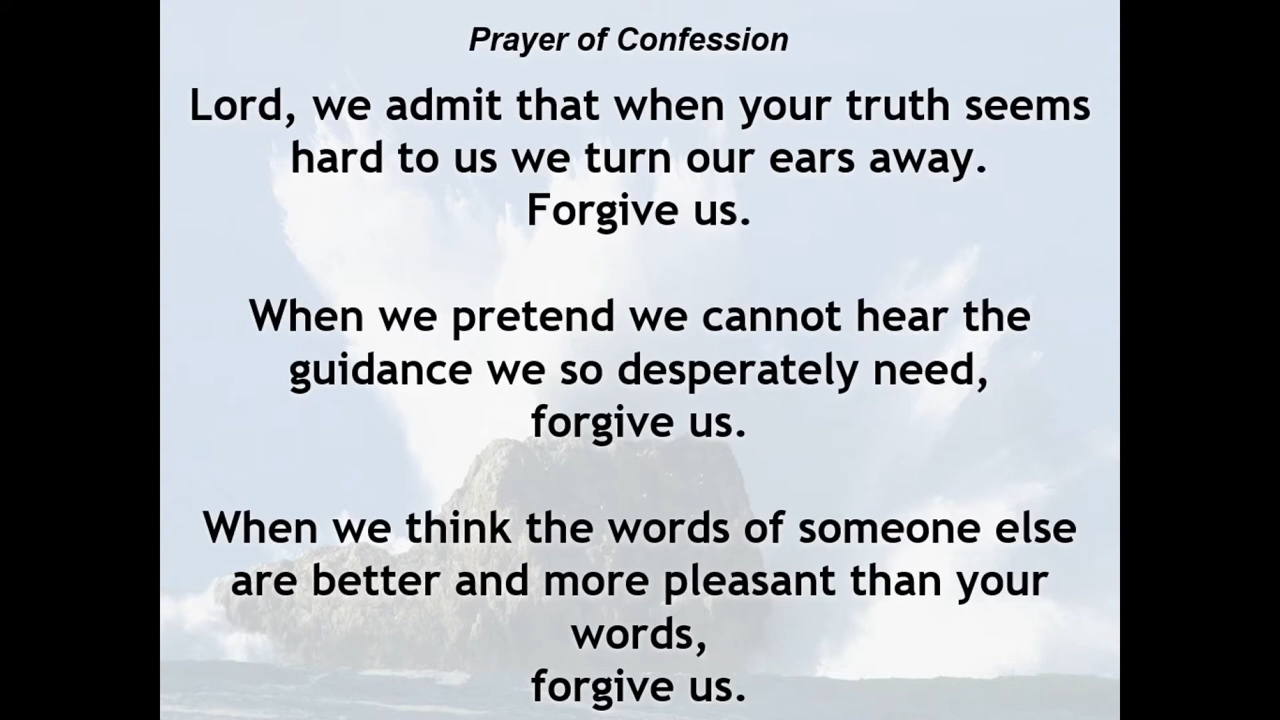 Prayer of Confession
Lord, we admit that when your truth seems
hard to us we turn our ears away.
Forgive us.
When we pretend we cannot hear the
guidance we so desperately need,
forgive us.
When we think the words of someone else
are better and more pleasant than your
words,
forgive us.